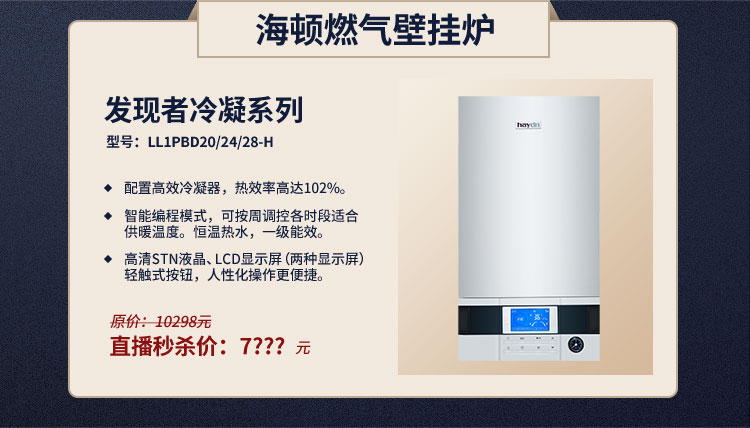 海顿燃气壁挂炉
发现者冷凝系列
型号：LL1PBD20/24/28-H
haydn
◆ 配置高效冷凝器，热效率高达102%。
◆ 智能编程模式，可按周调控各时段适合
供暖温度。恒温热水，一级能效。
◆ 高清STN液晶、LCD显示屏（两种显示屏）
轻触式按钮，人性化操作更便捷。
原价：10298元
直播秒杀价：7??? 元